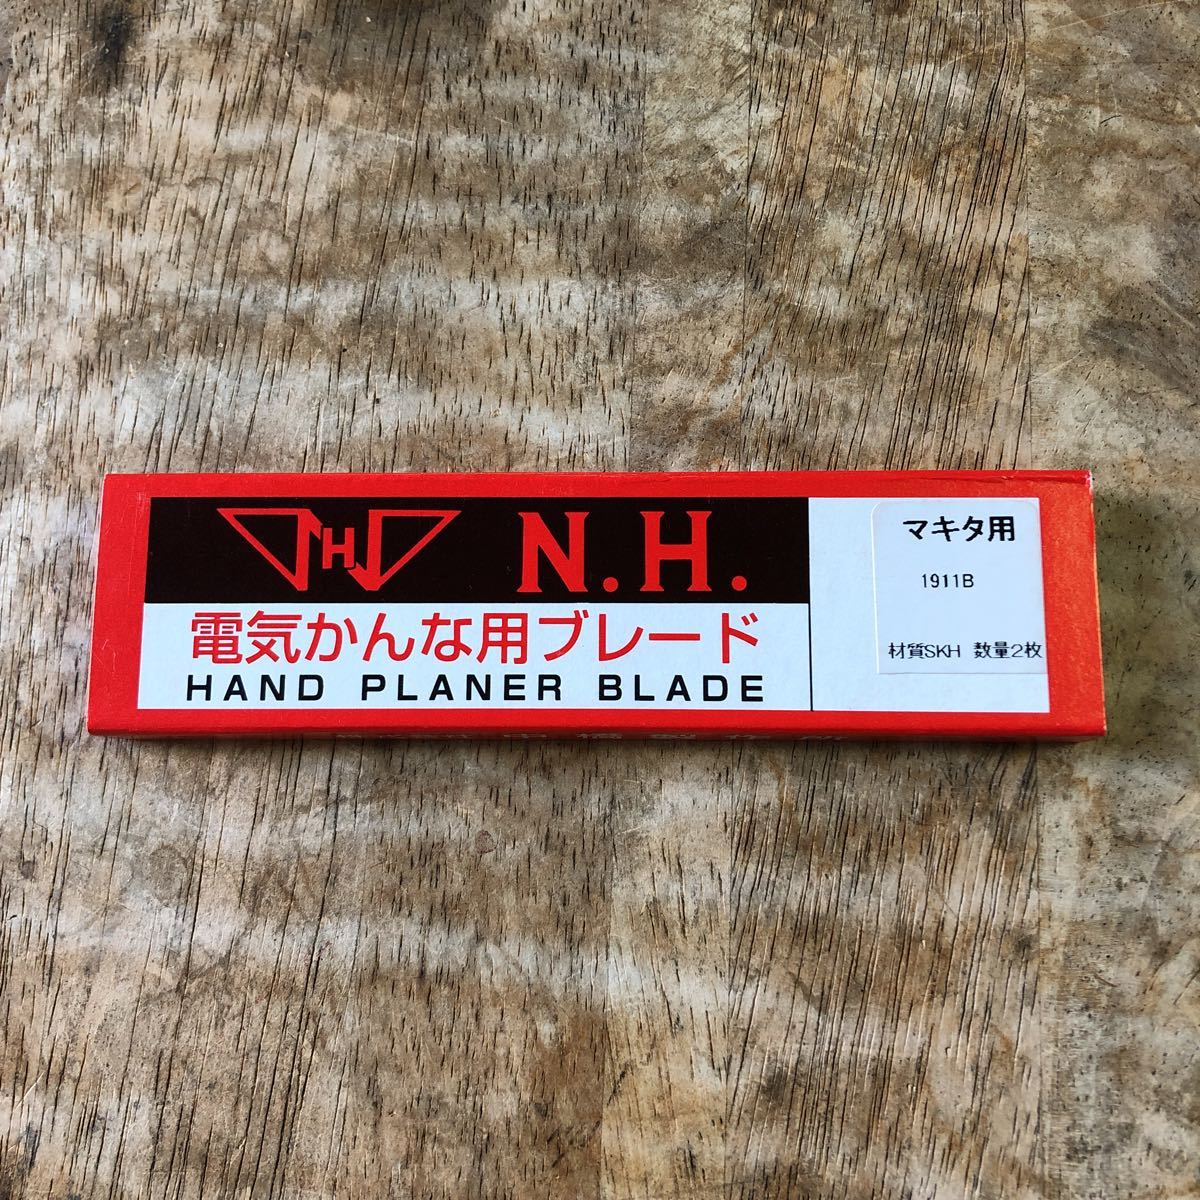 H N.H.
電気かんな用ブレード
HAND PLANER BLADE
マキタ用
1911B
材質SKH 数量2枚